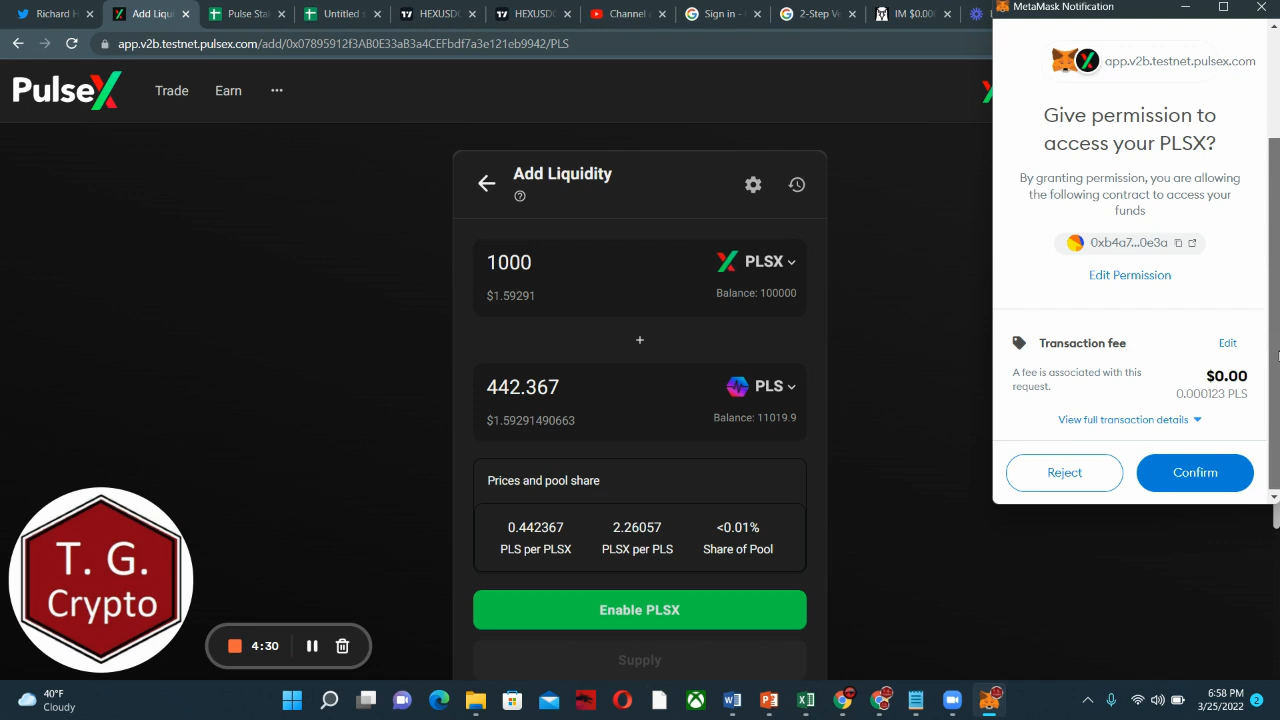 Richard H
Add Liquidi
Pulse Stak
Untitled s
HEXUSDC
HEXUSDC
Channel c
Sign in - G
2-Step Ve
IM $0.00
MetaMask Notification
app.v2b.testnet.pulsex.com/add/0x07895912f3AB0E33aB3a4CEFbdf7a3e121eb9942/PLS
PulseX
Trade
Earn
...
app.v2b.testnet.pulsex.com
Give permission to
access your PLSX?
By granting permission, you are allowing
the following contract to access your
funds
0xb4a7...0e3a
Edit Permission
Transaction fee
Edit
A fee is associated with this
request.
$0.00
0.000123 PLS
View full transaction details
Reject
Confirm
Add Liquidity
1000
PLSX
$1.59291
Balance: 100000
+
442.367
PLS
$1.59291490663
Balance: 11019.9
Prices and pool share
0.442367
2.26057
<0.01%
PLS per PLSX
PLSX per PLS
Share of Pool
Enable PLSX
Supply
T. G.
Crypto
4:30
40°F
Cloudy
6:58 PM
3/25/2022
2